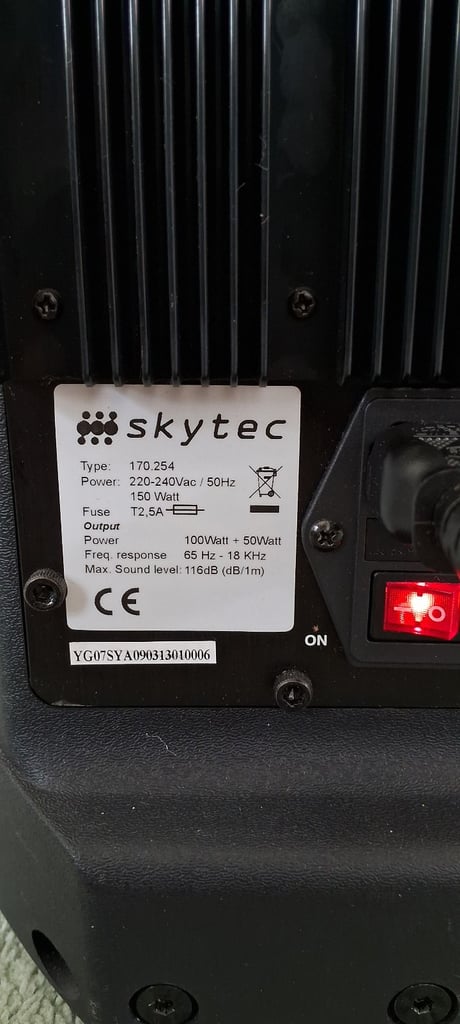 skytec
Type: 170.254
Power: 220-240Vac / 50Hz
150 Watt
Fuse T2,5A
Output
Power 100Watt + 50Watt
Freq. response 65 Hz - 18 KHz
Max. Sound level: 116dB (dB/1m)
CE
YG07SYA090313010006
ON